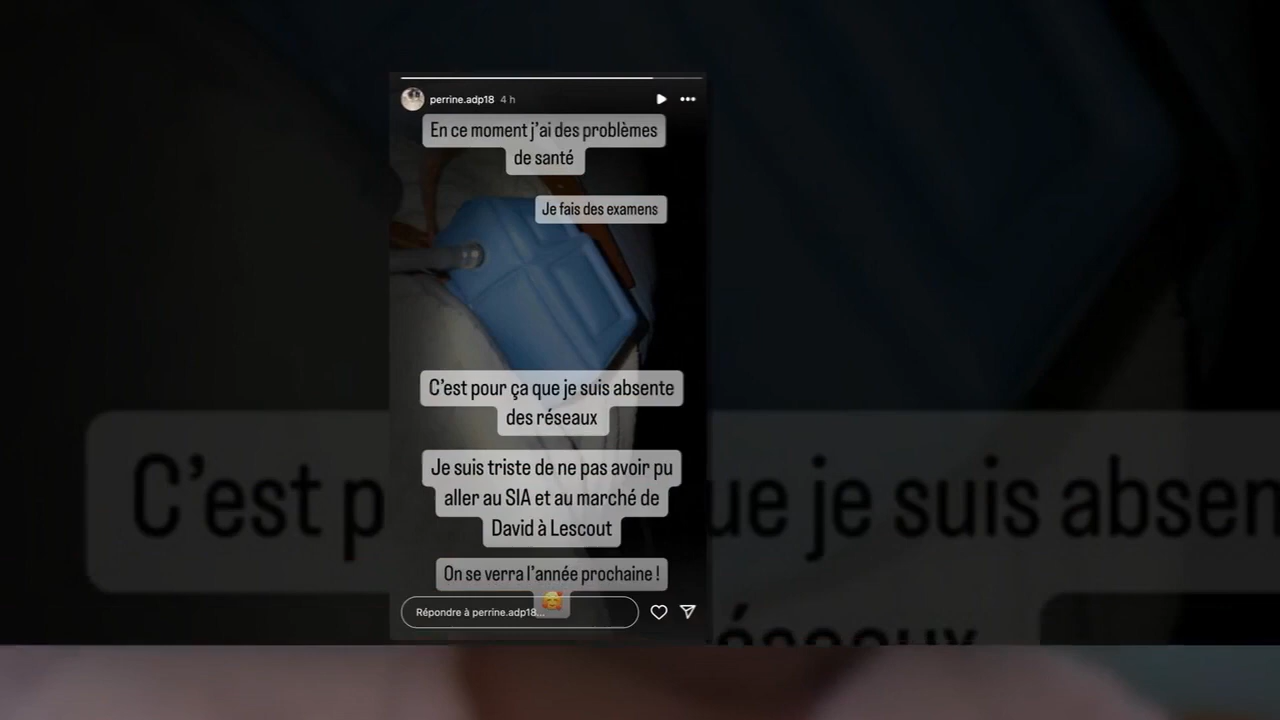 perrine.adp18 4 h
En ce moment j'ai des problèmes
de santé
Je fais des examens
C'est pour ça que je suis absente
des réseaux
Je suis triste de ne pas avoir pu
aller au SIA et au marché de
David à Lescout
On se verra l'année prochaine !
Répondre à perrine.adp18...
C'est p
ue je suis absen
éseaux